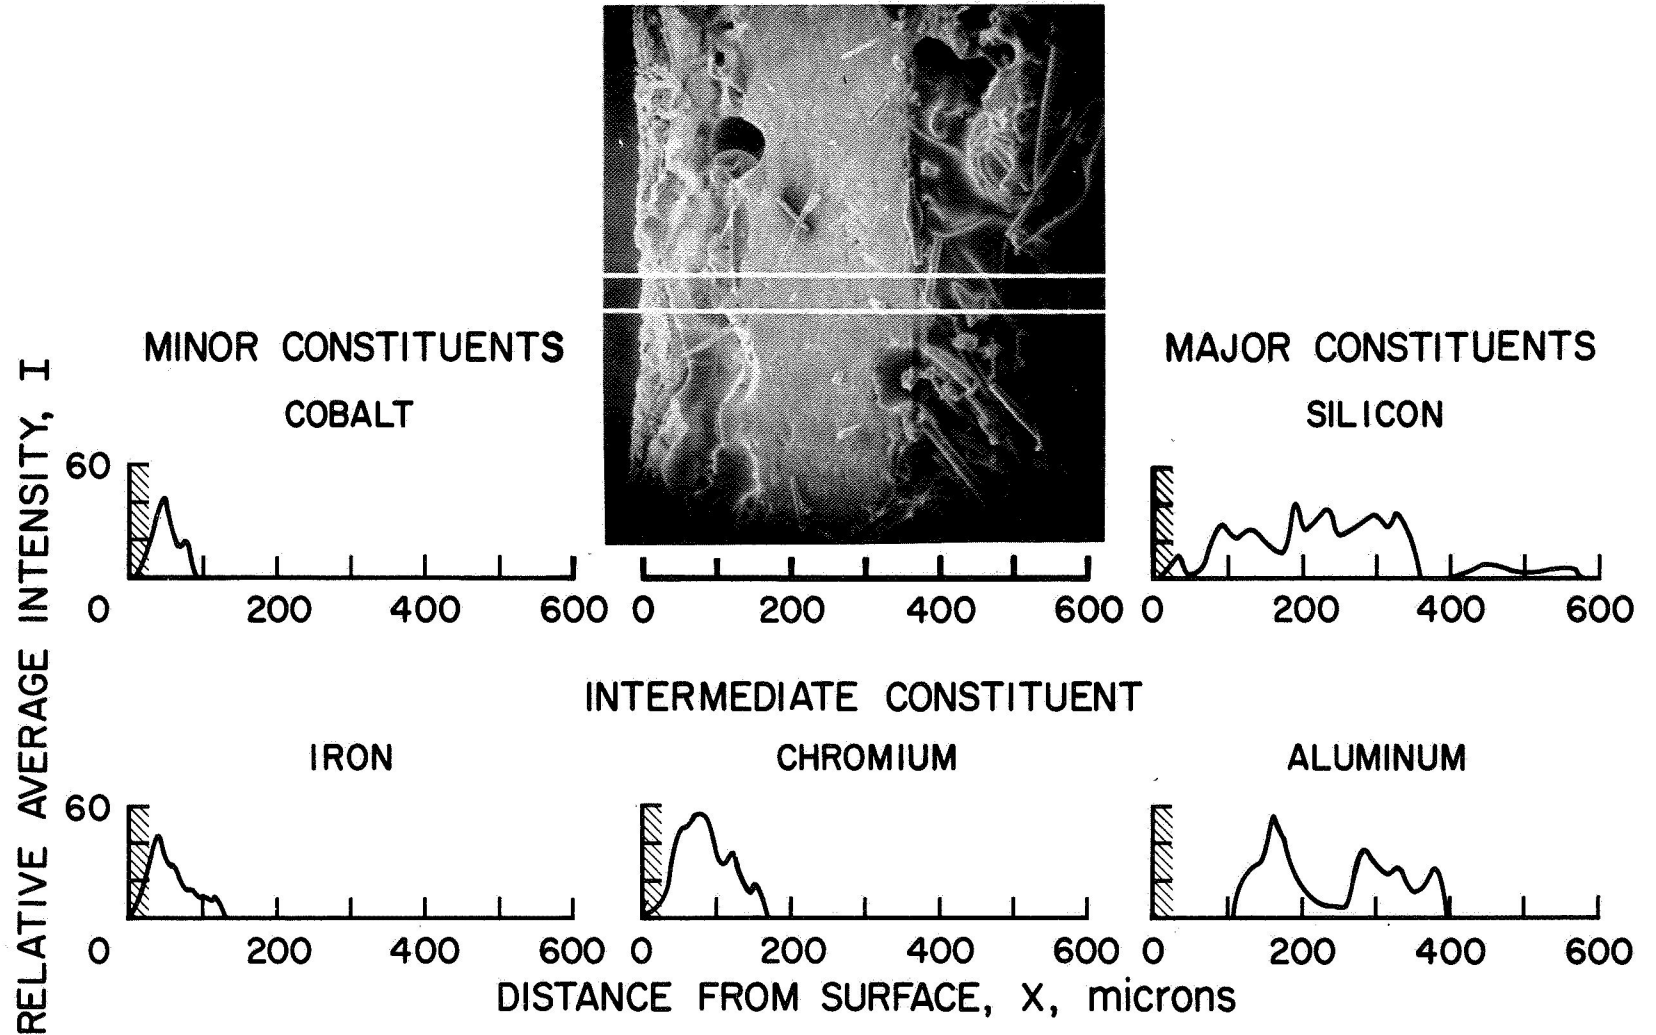 MINOR CONSTITUENTS
COBALT
MAJOR CONSTITUENTS
SILICON
RELATIVE AVERAGE INTENSITY, I
60
0 200 400 600
0 200 400 600
0 200 400 600
INTERMEDIATE CONSTITUENT
IRON
CHROMIUM
ALUMINUM
60
0 200 400 600
0 200 400 600
0 200 400 600
DISTANCE FROM SURFACE, X, microns